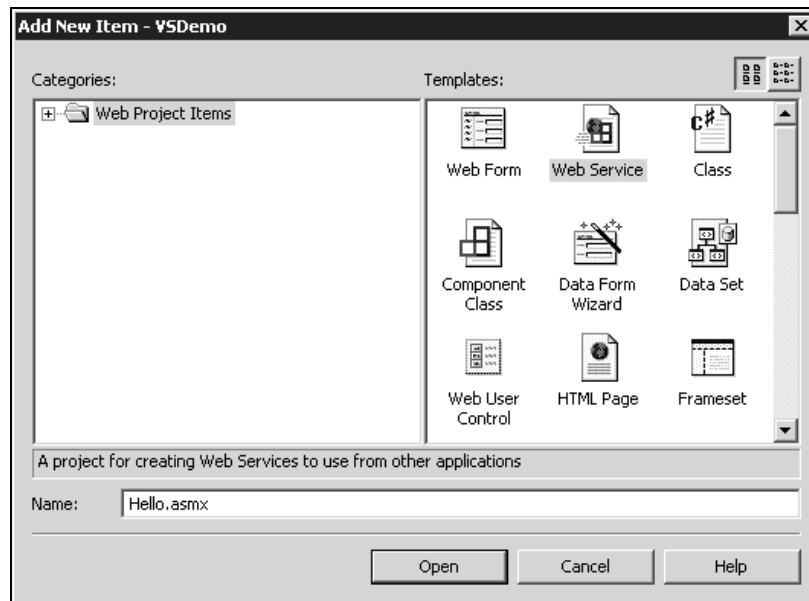 Add New Item - VSDemo
Categories:
Templates:
Web Project Items
Web Form
Web Service
C#
Class
Component
Class
Data Form
Wizard
Data Set
Web User
Control
HTML Page
Frameset
A project for creating Web Services to use from other applications
Name:
Hello.asmx
Open
Cancel
Help